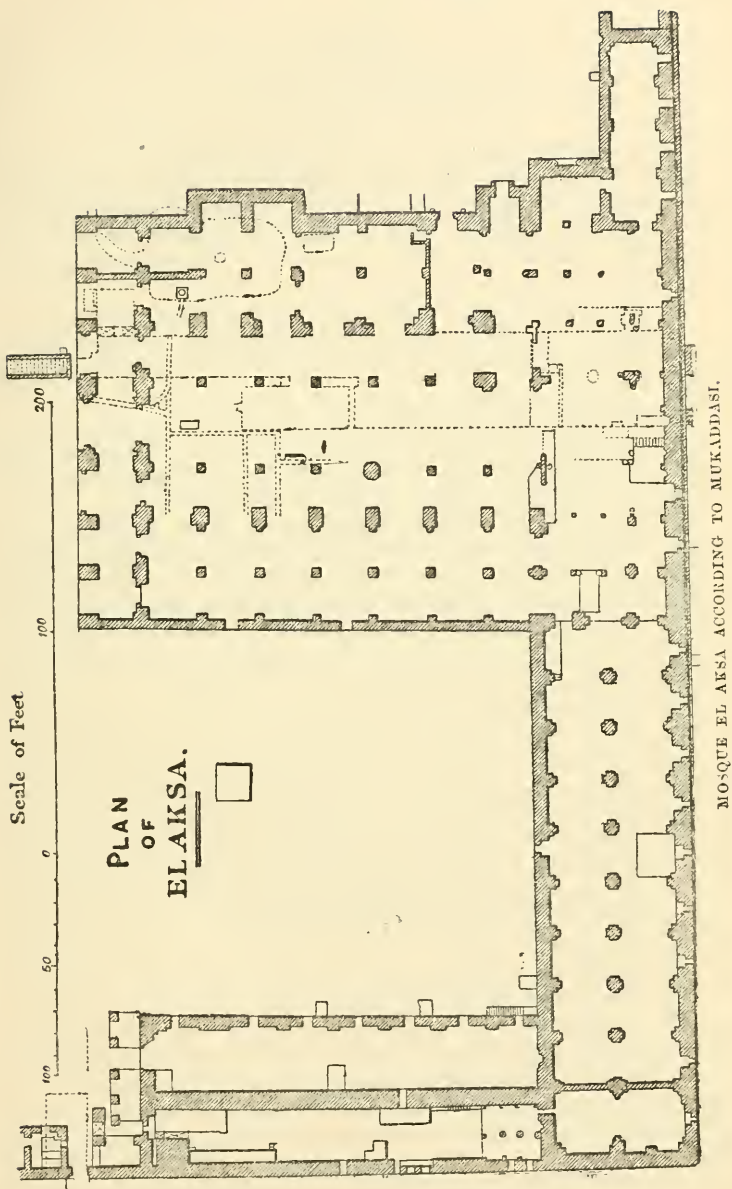 Scale of Feet
100 50 0 100 200
PLAN
OF
EL AKSA.
MOSQUE EL AKSA ACCORDING TO MUKADDASI.